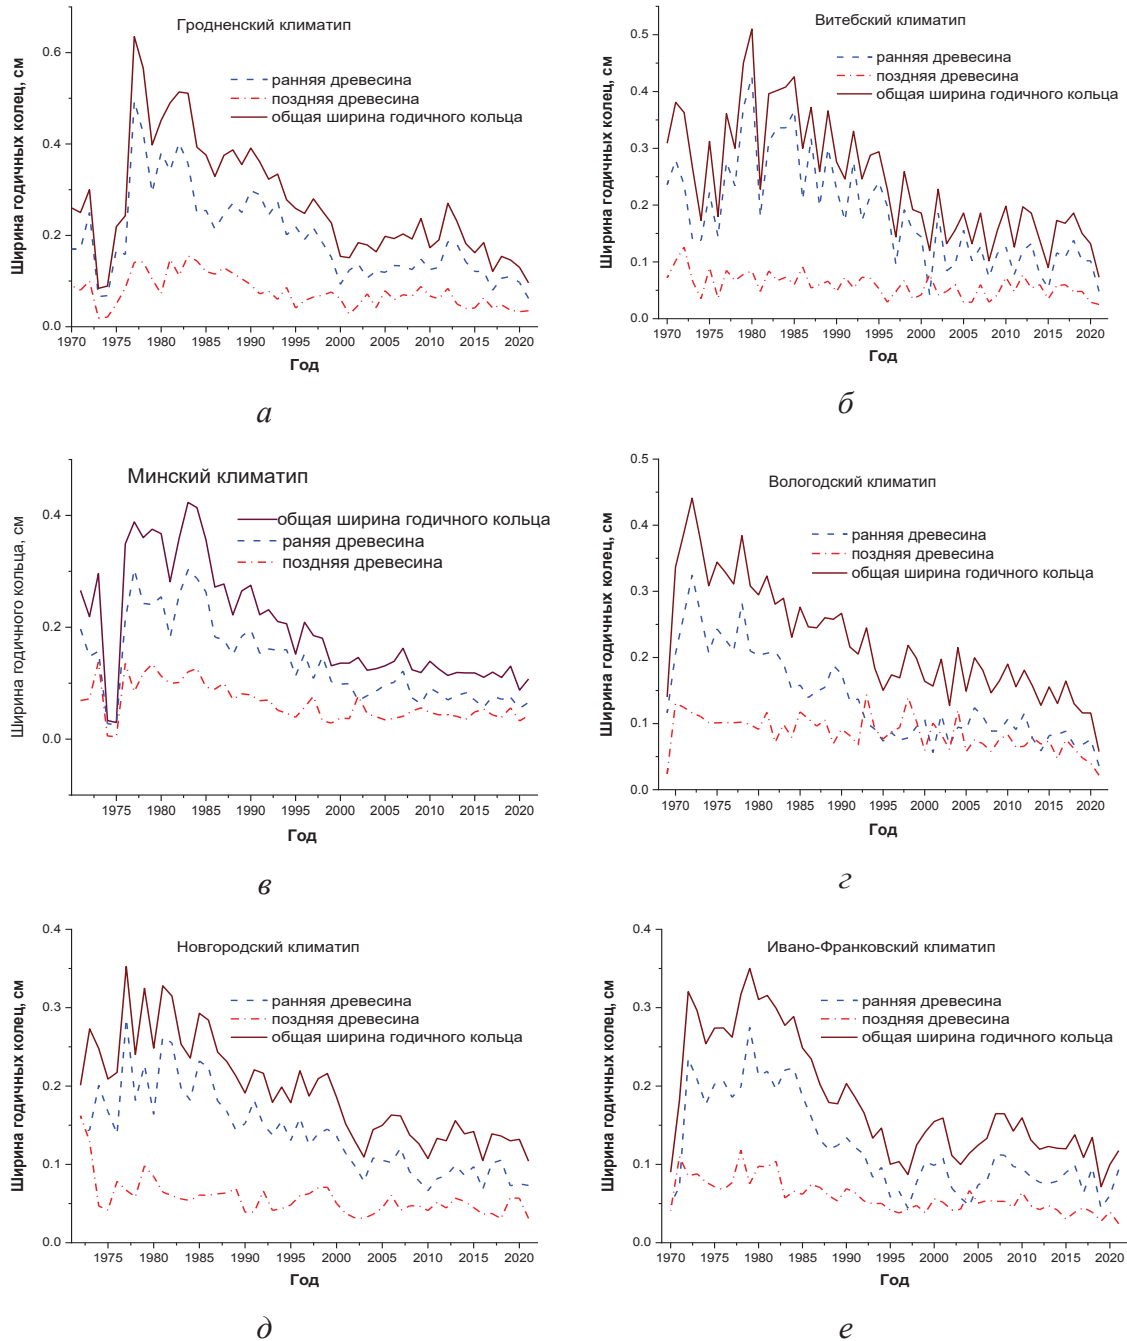 Гродненский климатип
Ширина годичных колец, см
0.6
0.4
0.2
0.0
ранняя древесина
поздняя древесина
общая ширина годичного кольца
1970 1975 1980 1985 1990 1995 2000 2005 2010 2015 2020
Год
а
Витебский климатип
Ширина годичных колец, см
0.5
0.4
0.3
0.2
0.1
0.0
ранняя древесина
поздняя древесина
общая ширина годичного кольца
1970 1975 1980 1985 1990 1995 2000 2005 2010 2015 2020
Год
б
Минский климатип
Ширина годичного кольца, см
0.4
0.2
0.0
общая ширина годичного кольца
раняя древесина
поздняя древесина
1975 1980 1985 1990 1995 2000 2005 2010 2015 2020
Год
в
Вологодский климатип
Ширина годичных колец, см
0.5
0.4
0.3
0.2
0.1
0.0
ранняя древесина
поздняя древесина
общая ширина годичного кольца
1970 1975 1980 1985 1990 1995 2000 2005 2010 2015 2020
Год
г
Новгородский климатип
Ширина годичных колец, см
0.4
0.3
0.2
0.1
0.0
ранняя древесина
поздняя древесина
общая ширина годичного кольца
1975 1980 1985 1990 1995 2000 2005 2010 2015 2020
Год
д
Ивано-Франковский климатип
Ширина годичных колец, см
0.4
0.3
0.2
0.1
0.0
ранняя древесина
поздняя древесина
общая ширина годичного кольца
1970 1975 1980 1985 1990 1995 2000 2005 2010 2015 2020
Год
е